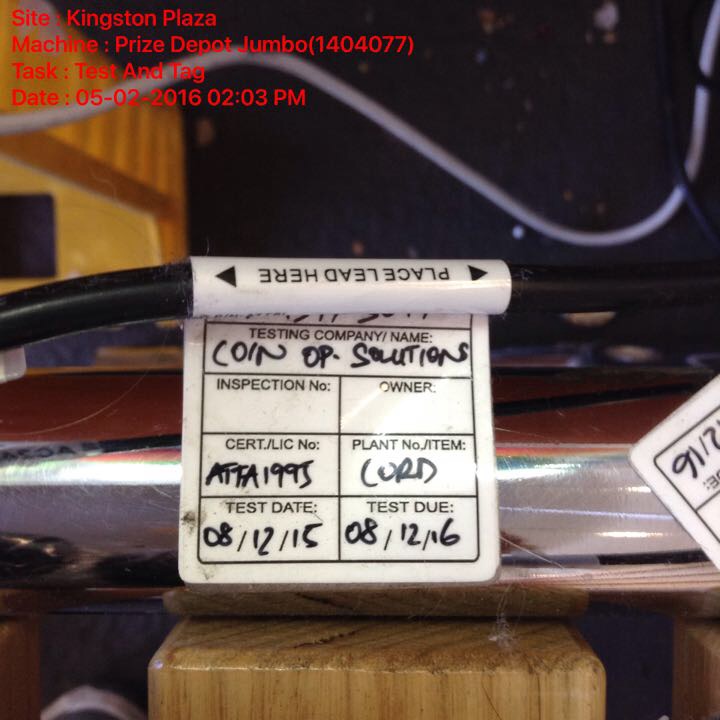 Site : Kingston Plaza
Machine : Prize Depot Jumbo(1404077)
Task : Test And Tag
Date : 05-02-2016 02:03 PM
PLACE LEAD HERE
TESTING COMPANY/ NAME:
COIN OP. SOLUTIONS
INSPECTION No: OWNER:
CERT./LIC No: PLANT No./ITEM:
ATTA1995 CORD
TEST DATE: TEST DUE:
08/12/15 08/12/16